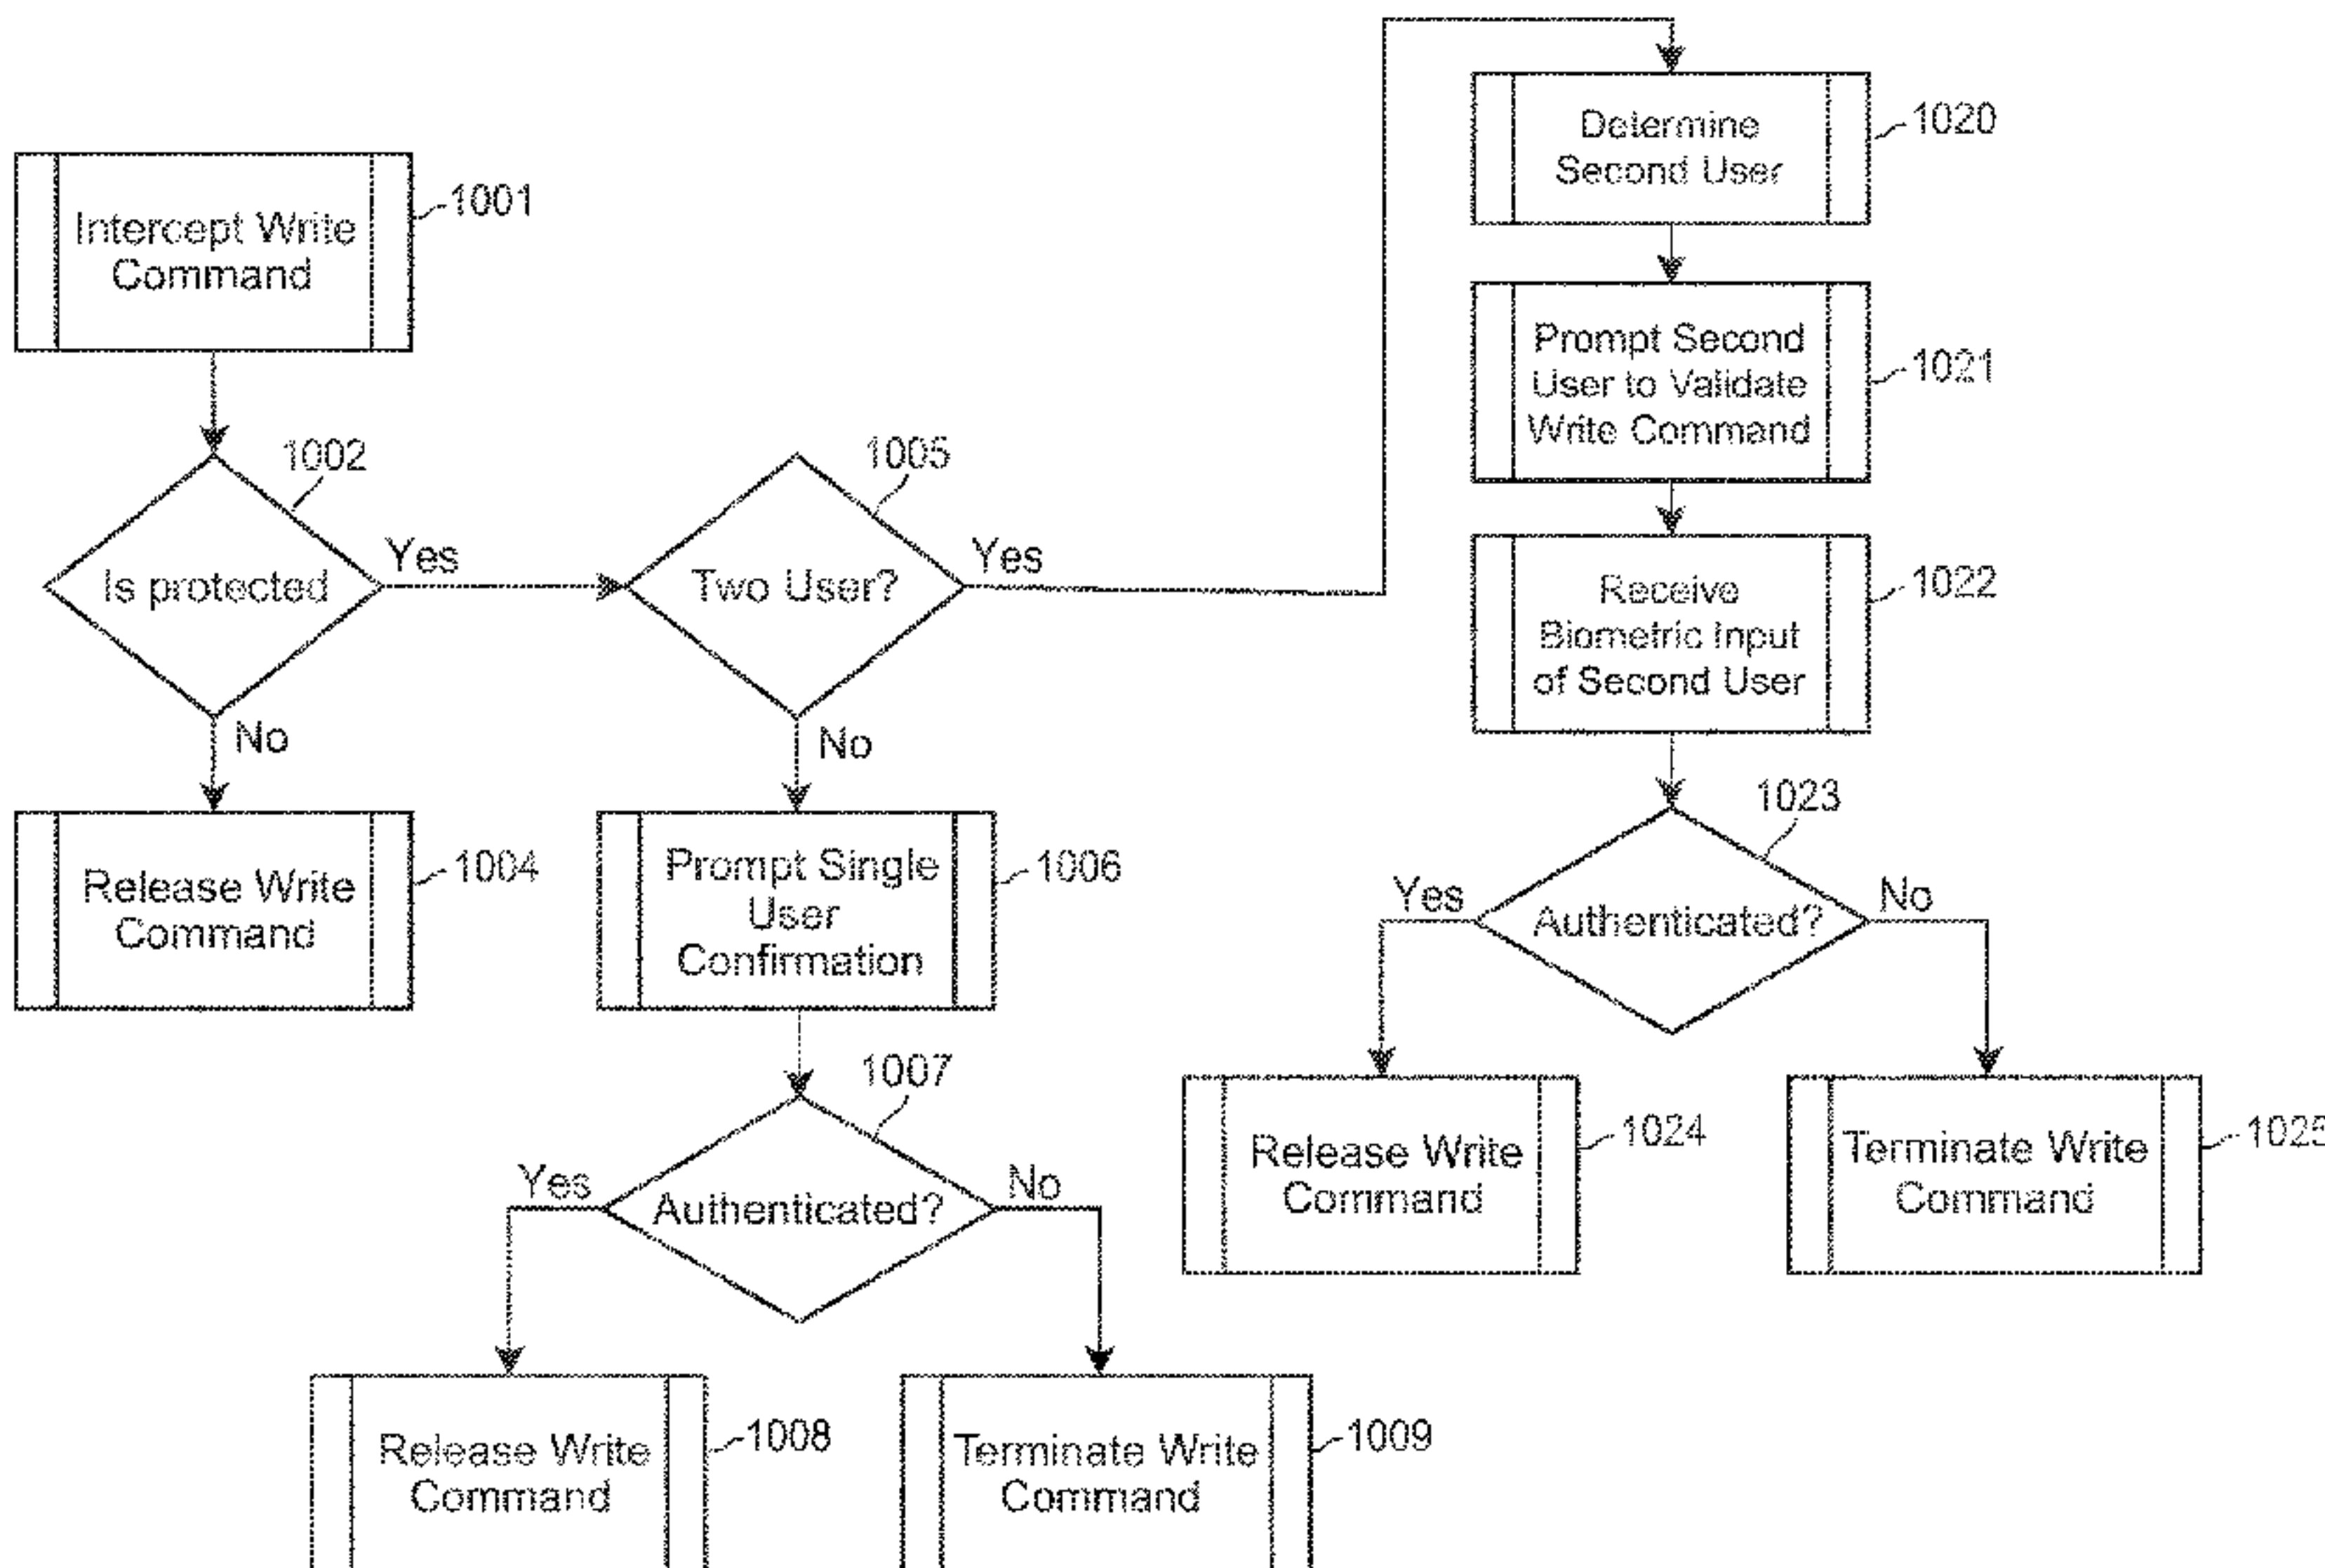 Intercept Write
Command
1001
1002
Is protected
Yes
No
Release Write
Command
1004
1005
Two User?
Yes
No
Prompt Single
User
Confirmation
1006
1007
Authenticated?
Yes
No
Release Write
Command
1008
Terminate Write
Command
1009
Determine
Second User
1020
Prompt Second
User to Validate
Write Command
1021
Receive
Biometric Input
of Second User
1022
1023
Authenticated?
Yes
No
Release Write
Command
1024
Terminate Write
Command
1025